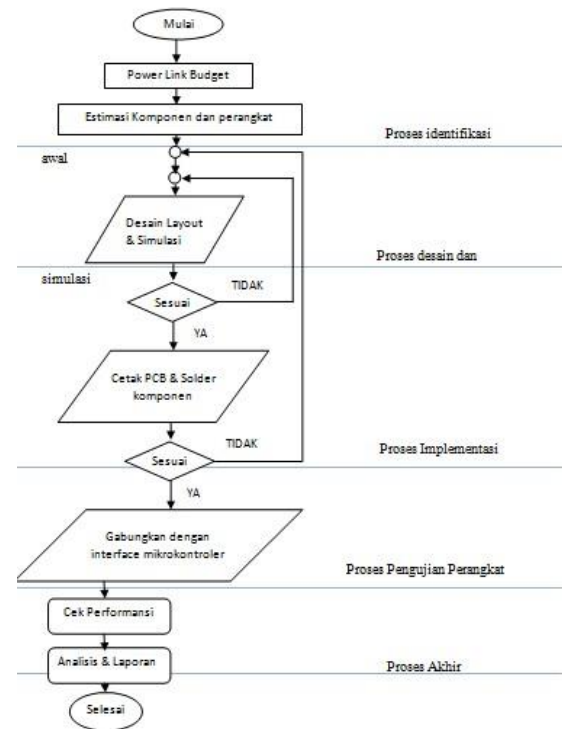 Mulai
Power Link Budget
Estimasi Komponen dan perangkat
Proses identifikasi
awal
Desain Layout
& Simulasi
Proses desain dan
simulasi
TIDAK
Sesuai
YA
Cetak PCB & Solder
komponen
TIDAK
Proses Implementasi
Sesuai
YA
Gabungkan dengan
interface mikrokontroler
Proses Pengujian Perangkat
Cek Performansi
Analisis & Laporan
Proses Akhir
Selesai